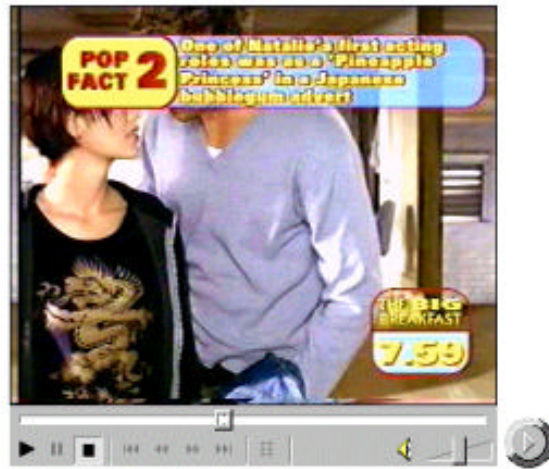 POP
FACT 2
One of Natalie's first acting
roles was as a 'Pineapple
Princess' in a Japanese
bubblegum advert
THE BIG
BREAKFAST
7.59